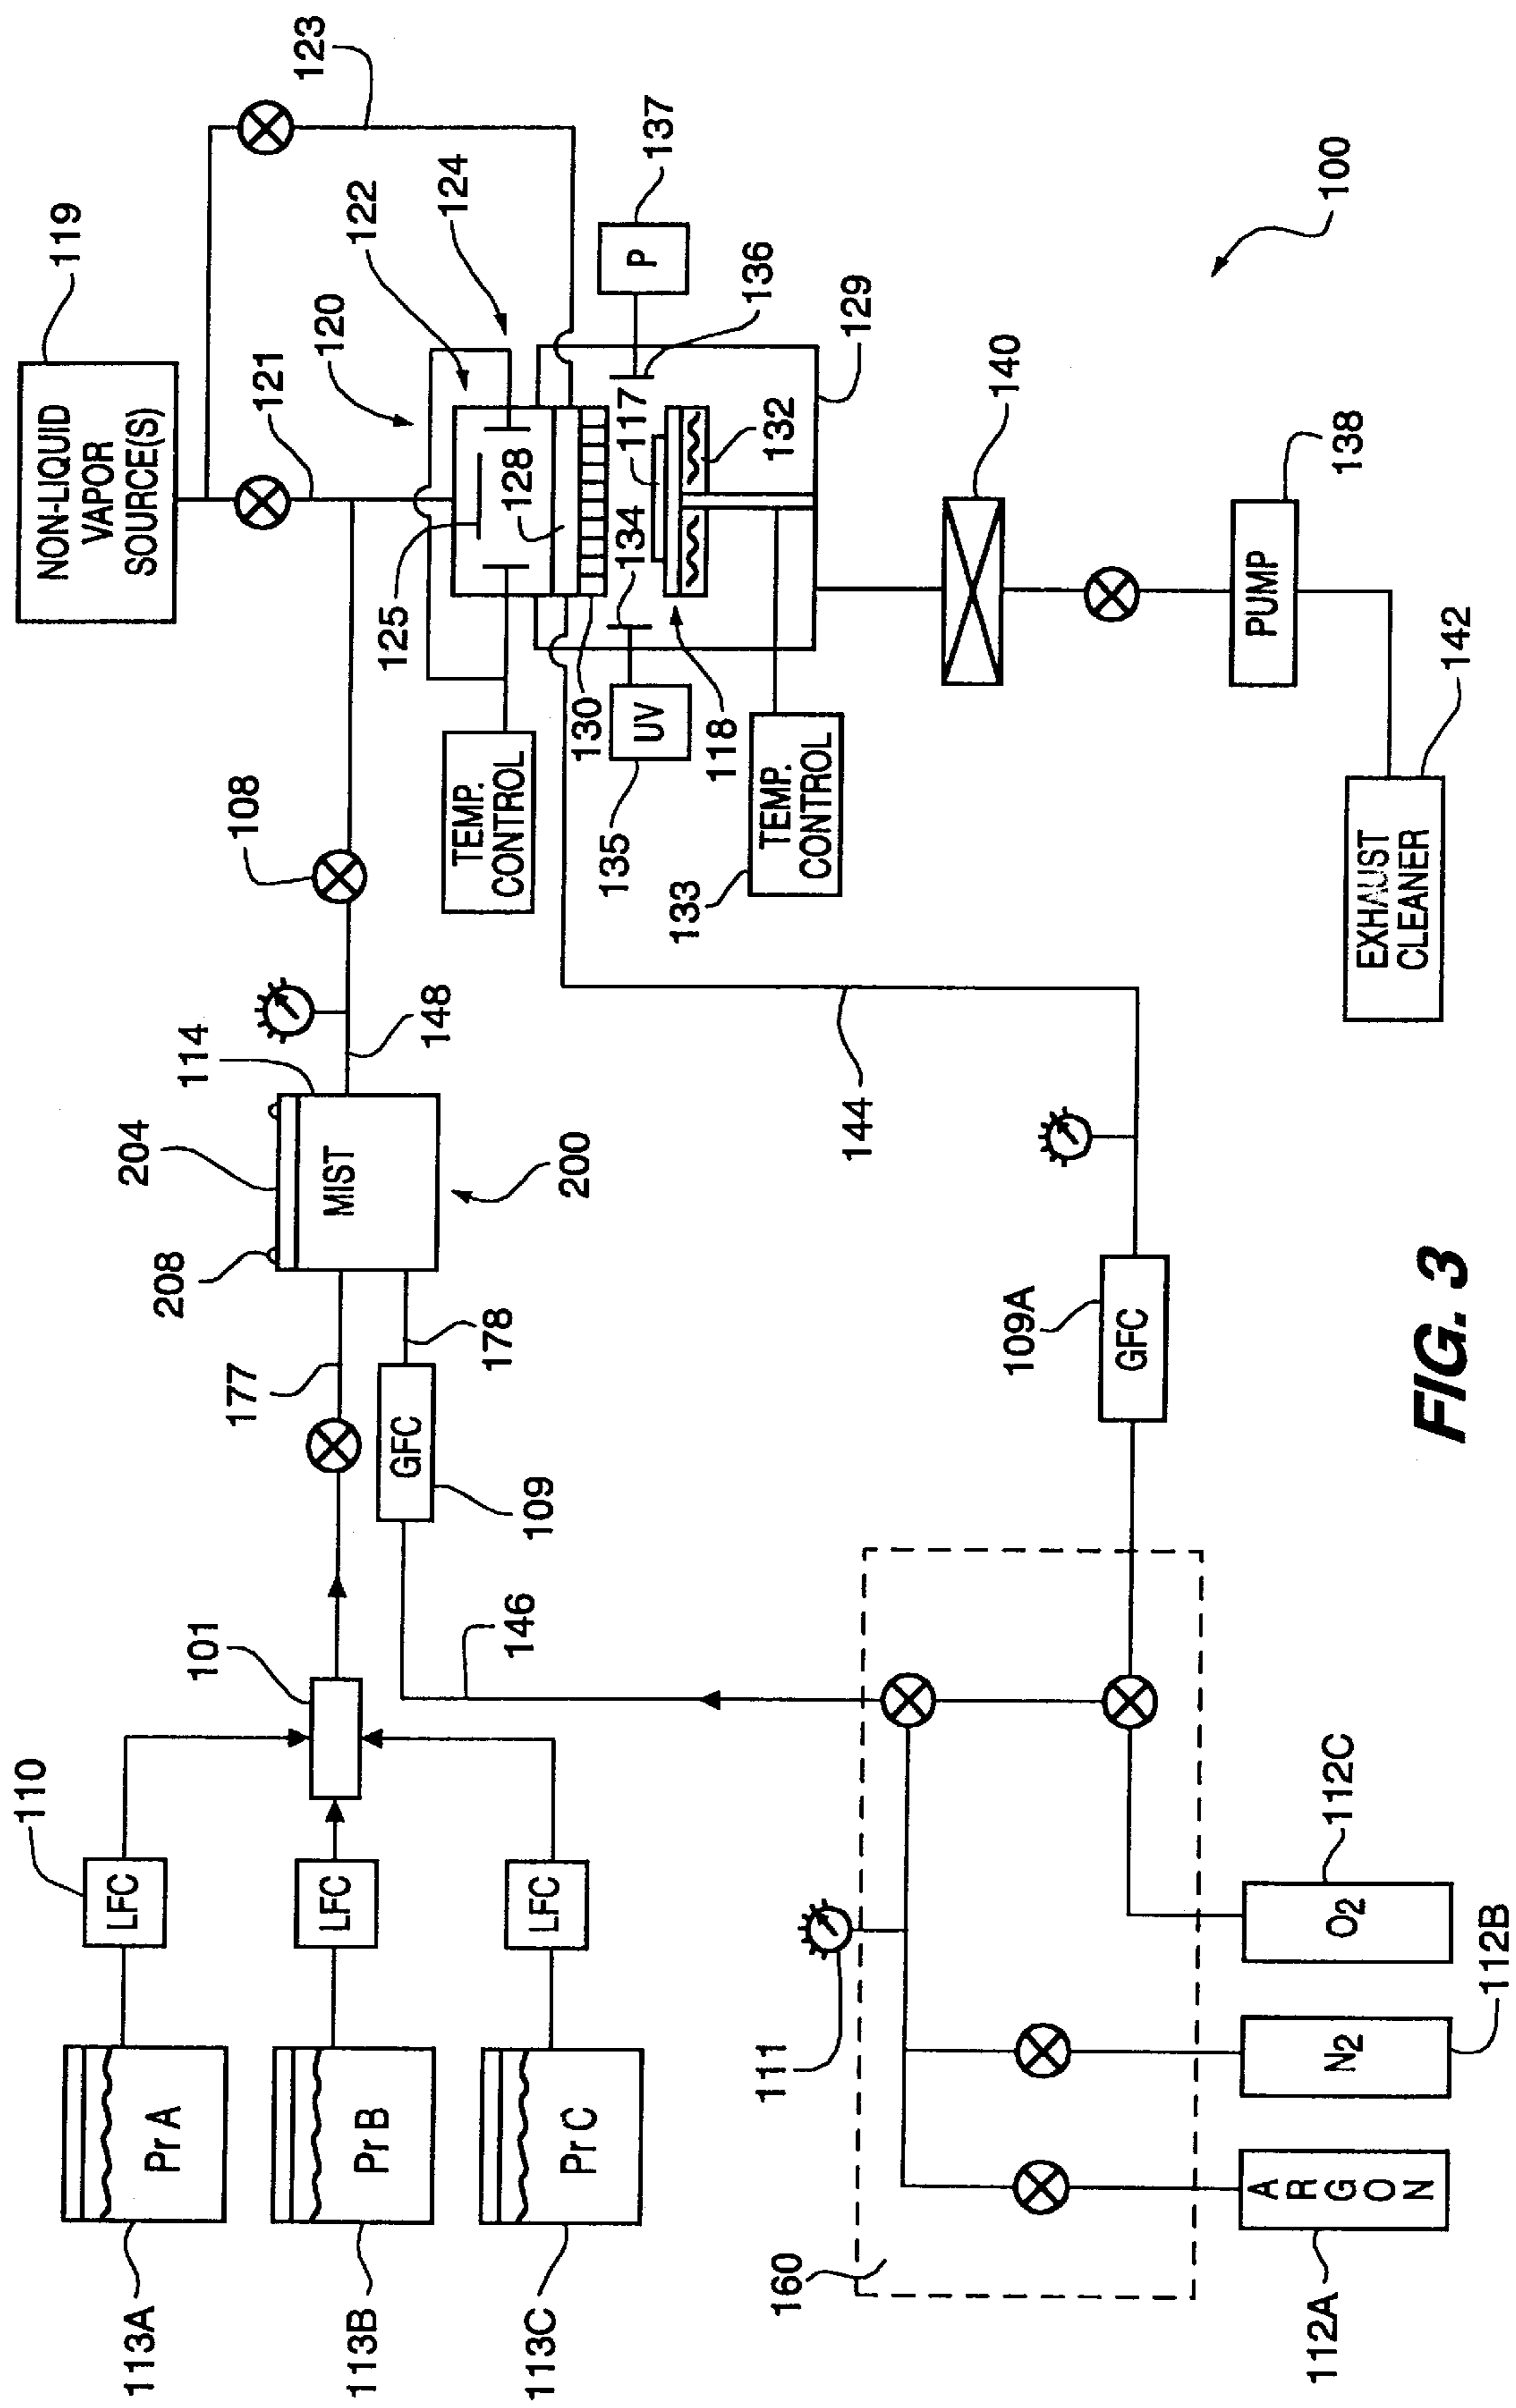 119
NON-LIQUID
VAPOR
SOURCE(S)
123
121
120
122
124
137
P
136
129
125
128
117
134
132
130
UV
135
118
TEMP.
CONTROL
TEMP.
CONTROL
133
140
138
PUMP
142
EXHAUST
CLEANER
100
108
148
114
204
208
MIST
200
177
178
GFC
109
144
109A
GFC
101
146
110
LFC
LFC
LFC
Pr A
Pr B
Pr C
113A
113B
113C
111
160
112C
O2
112B
N2
ARGON
112A
FIG. 3